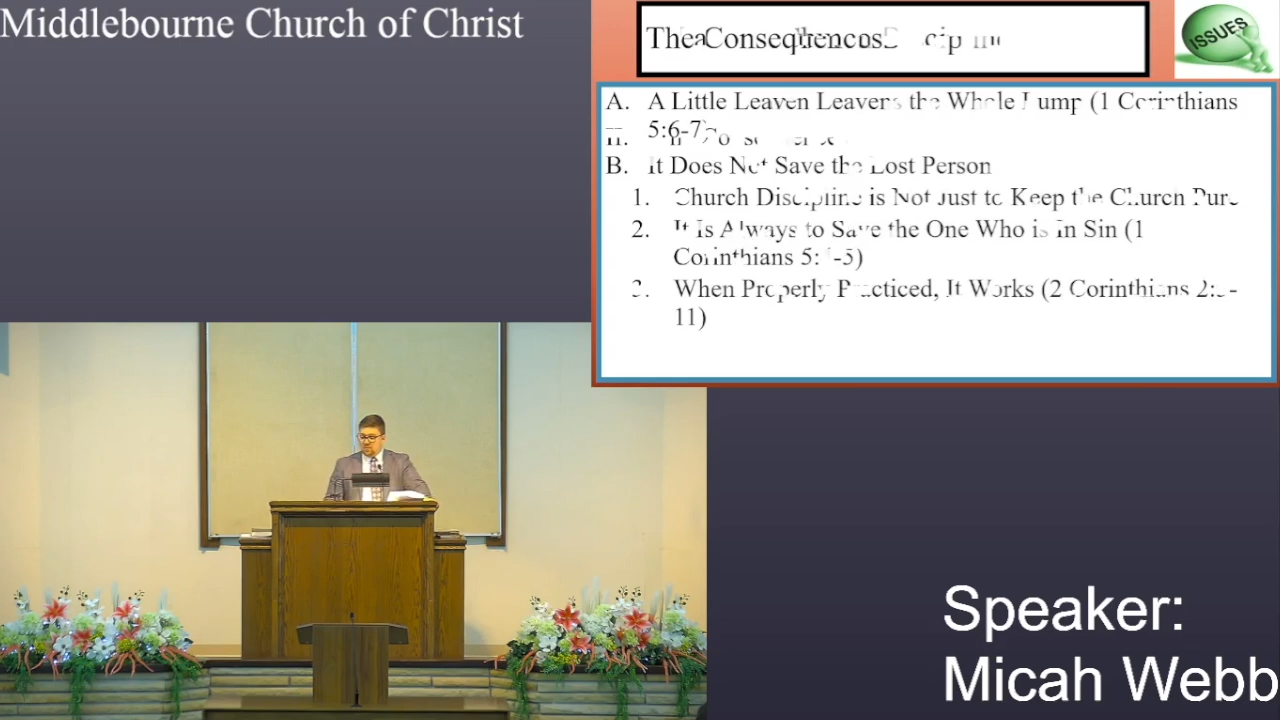 Middlebourne Church of Christ
The Consequences
ISSUES
A. A Little Leaven Leavens the Whole Lump (1 Corinthians
5:6-7)
B. It Does Not Save the Lost Person
1. Church Discipline is Not Just to Keep the Church Pure
2. It Is Always to Save the One Who is In Sin (1
Corinthians 5: -5)
3. When Properly Practiced, It Works (2 Corinthians 2: -
11)
Speaker:
Micah Webb